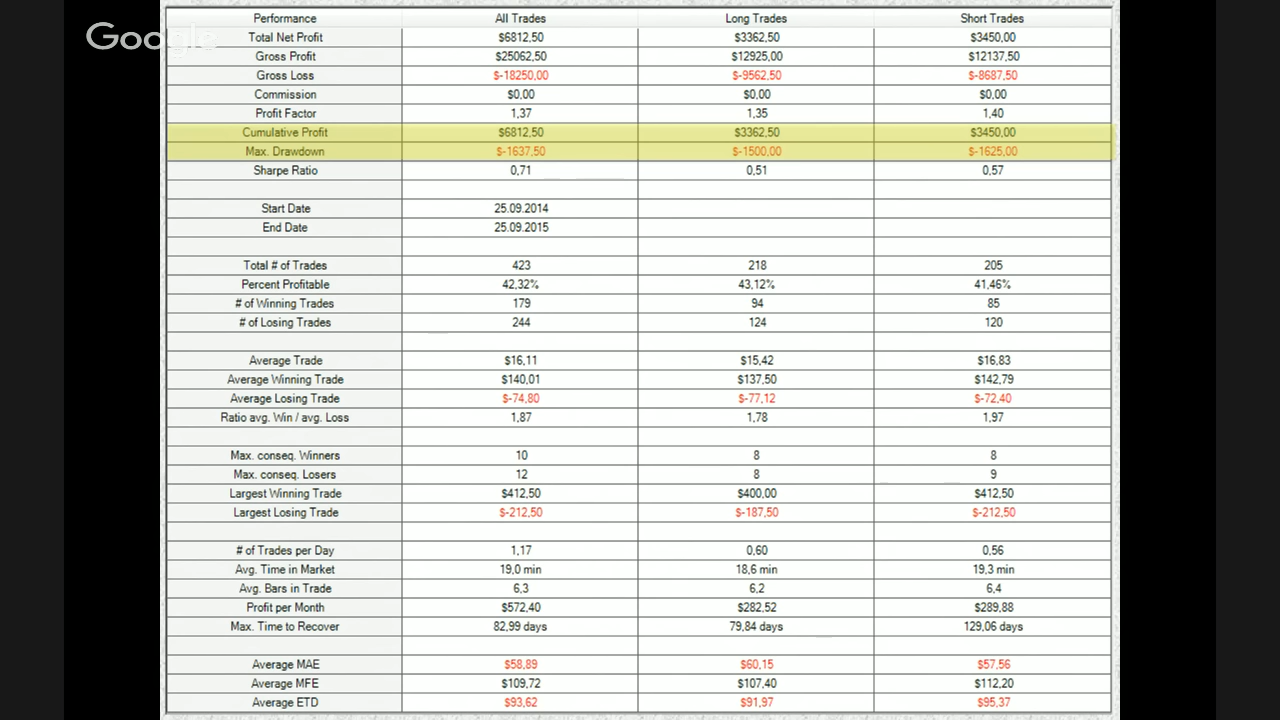 Google
Performance All Trades Long Trades Short Trades
Total Net Profit $6812,50 $3362,50 $3450,00
Gross Profit $25062,50 $12925,00 $12137,50
Gross Loss $-18250,00 $-9562,50 $-8687,50
Commission $0,00 $0,00 $0,00
Profit Factor 1,37 1,35 1,40
Cumulative Profit $6812,50 $3362,50 $3450,00
Max. Drawdown $-1637,50 $-1500,00 $-1625,00
Sharpe Ratio 0,71 0,51 0,57
Start Date 25.09.2014
End Date 25.09.2015
Total # of Trades 423 218 205
Percent Profitable 42,32% 43,12% 41,46%
# of Winning Trades 179 94 85
# of Losing Trades 244 124 120
Average Trade $16,11 $15,42 $16,83
Average Winning Trade $140,01 $137,50 $142,79
Average Losing Trade $-74,80 $-77,12 $-72,40
Ratio avg. Win / avg. Loss 1,87 1,78 1,97
Max. conseq. Winners 10 8 8
Max. conseq. Losers 12 8 9
Largest Winning Trade $412,50 $400,00 $412,50
Largest Losing Trade $-212,50 $-187,50 $-212,50
# of Trades per Day 1,17 0,60 0,56
Avg. Time in Market 19,0 min 18,6 min 19,3 min
Avg. Bars in Trade 6,3 6,2 6,4
Profit per Month $572,40 $282,52 $289,88
Max. Time to Recover 82,99 days 79,84 days 129,06 days
Average MAE $58,89 $60,15 $57,56
Average MFE $109,72 $107,40 $112,20
Average ETD $93,62 $91,97 $95,37